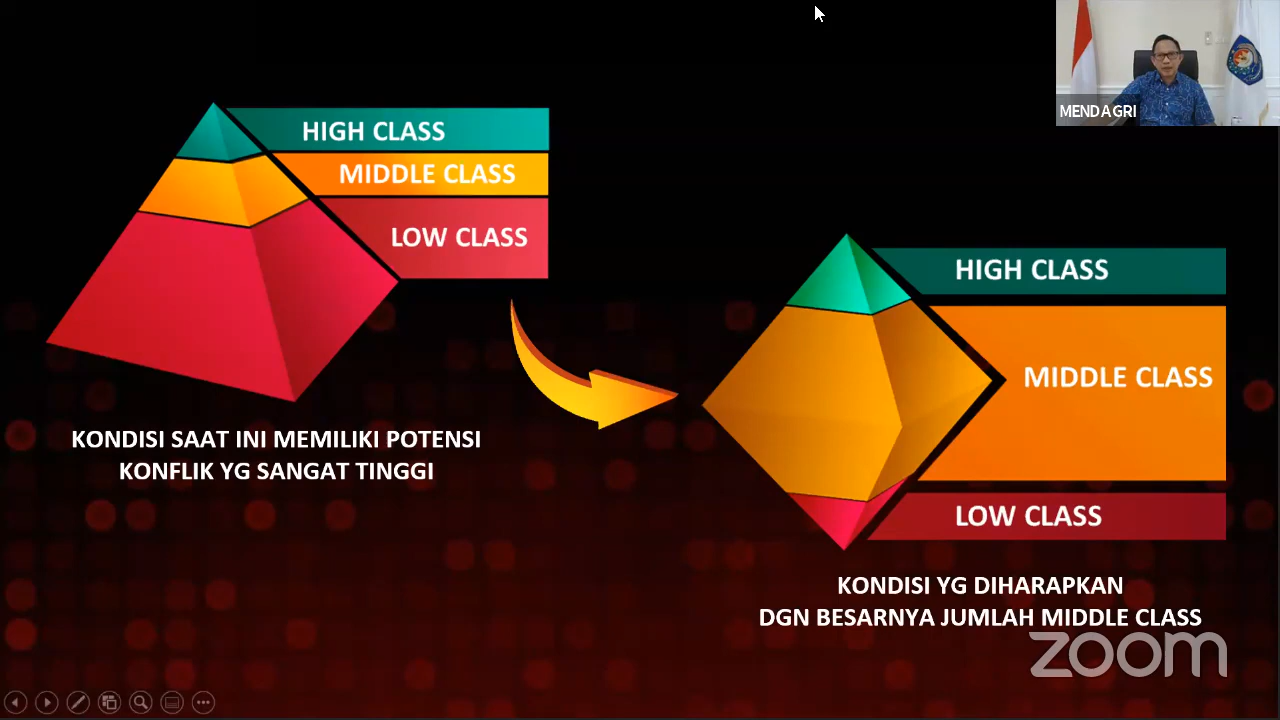 MENDAGRI
HIGH CLASS
MIDDLE CLASS
LOW CLASS
KONDISI SAAT INI MEMILIKI POTENSI
KONFLIK YG SANGAT TINGGI
HIGH CLASS
MIDDLE CLASS
LOW CLASS
KONDISI YG DIHARAPKAN
DGN BESARNYA JUMLAH MIDDLE CLASS
zoom